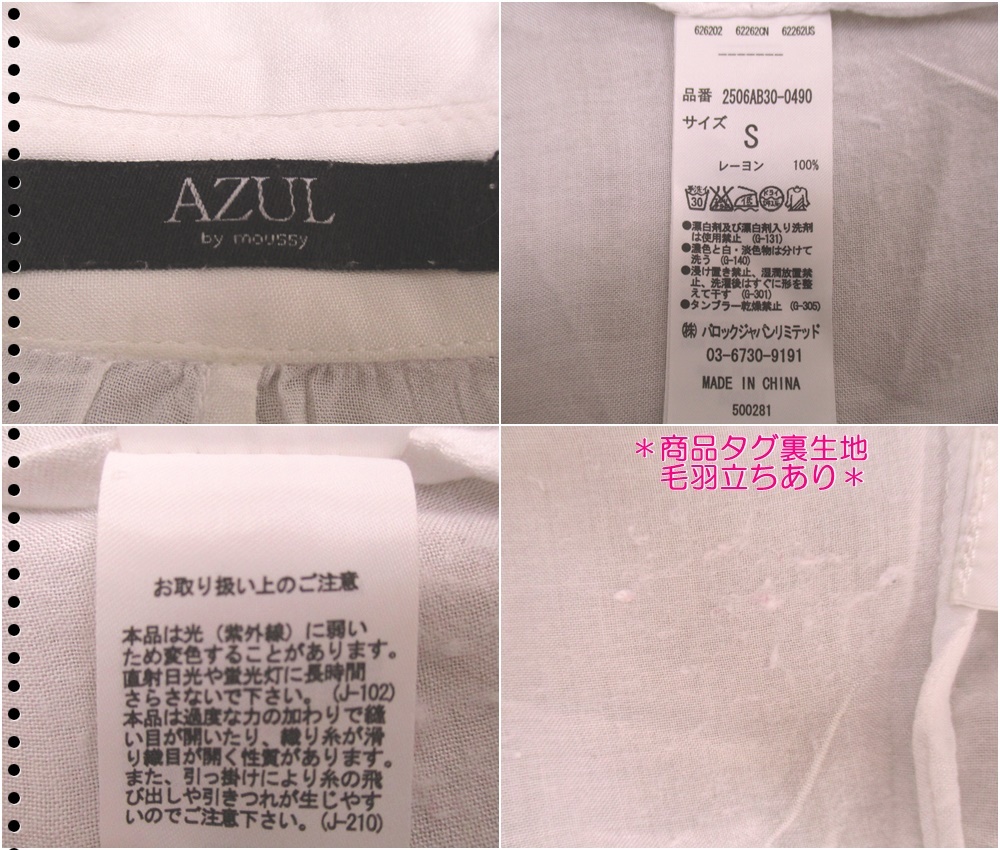 AZUL
by moussy
626202 62262CN 62262US
-------
品番 2506AB30-0490
サイズ
S
レーヨン 100%
30
●漂白剤及び漂白剤入り洗剤
は使用禁止 (G-131)
●濃色と白・淡色物は分けて
洗う (G-140)
●浸け置き禁止、湿潤放置禁
止、洗濯後はすぐに形を整
えて干す (G-301)
●タンブラー乾燥禁止 (G-305)
㈱ バロックジャパンリミテッド
03-6730-9191
MADE IN CHINA
500281
お取り扱い上のご注意
本品は光（紫外線）に弱い
ため変色することがあります。
直射日光や蛍光灯に長時間
さらさないで下さい。(J-102)
本品は過度な力の加わりで縫
い目が開いたり、織り糸が滑
り織目が開く性質があります。
また、引っ掛けにより糸の飛
び出しや引きつれが生じやす
いのでご注意下さい。(J-210)
＊商品タグ裏生地
毛羽立ちあり＊